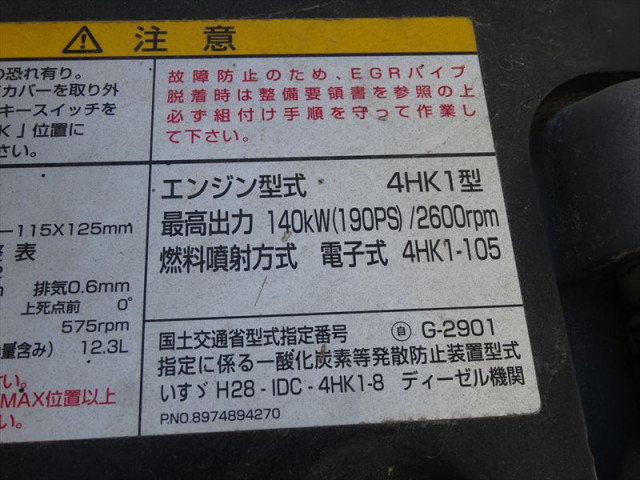 ⚠ 注意
の恐れ有り。
カバーを取り外
キースイッチを
K」位置に
さい。
故障防止のため、EGRパイプ
脱着時は整備要領書を参照の上
必ず組付け手順を守って作業し
て下さい。
エンジン型式 4HK1型
最高出力 140kW(190PS)/2600rpm
燃料噴射方式 電子式 4HK1-105
－115X125mm
表
排気0.6mm
上死点前 0°
575rpm
量含み) 12.3L
い。
MAX位置以上
い。
国土交通省型式指定番号 � G-2901
指定に係る一酸化炭素等発散防止装置型式
いすゞ H28-IDC-4HK1-8 ディーゼル機関
P.NO.8974894270